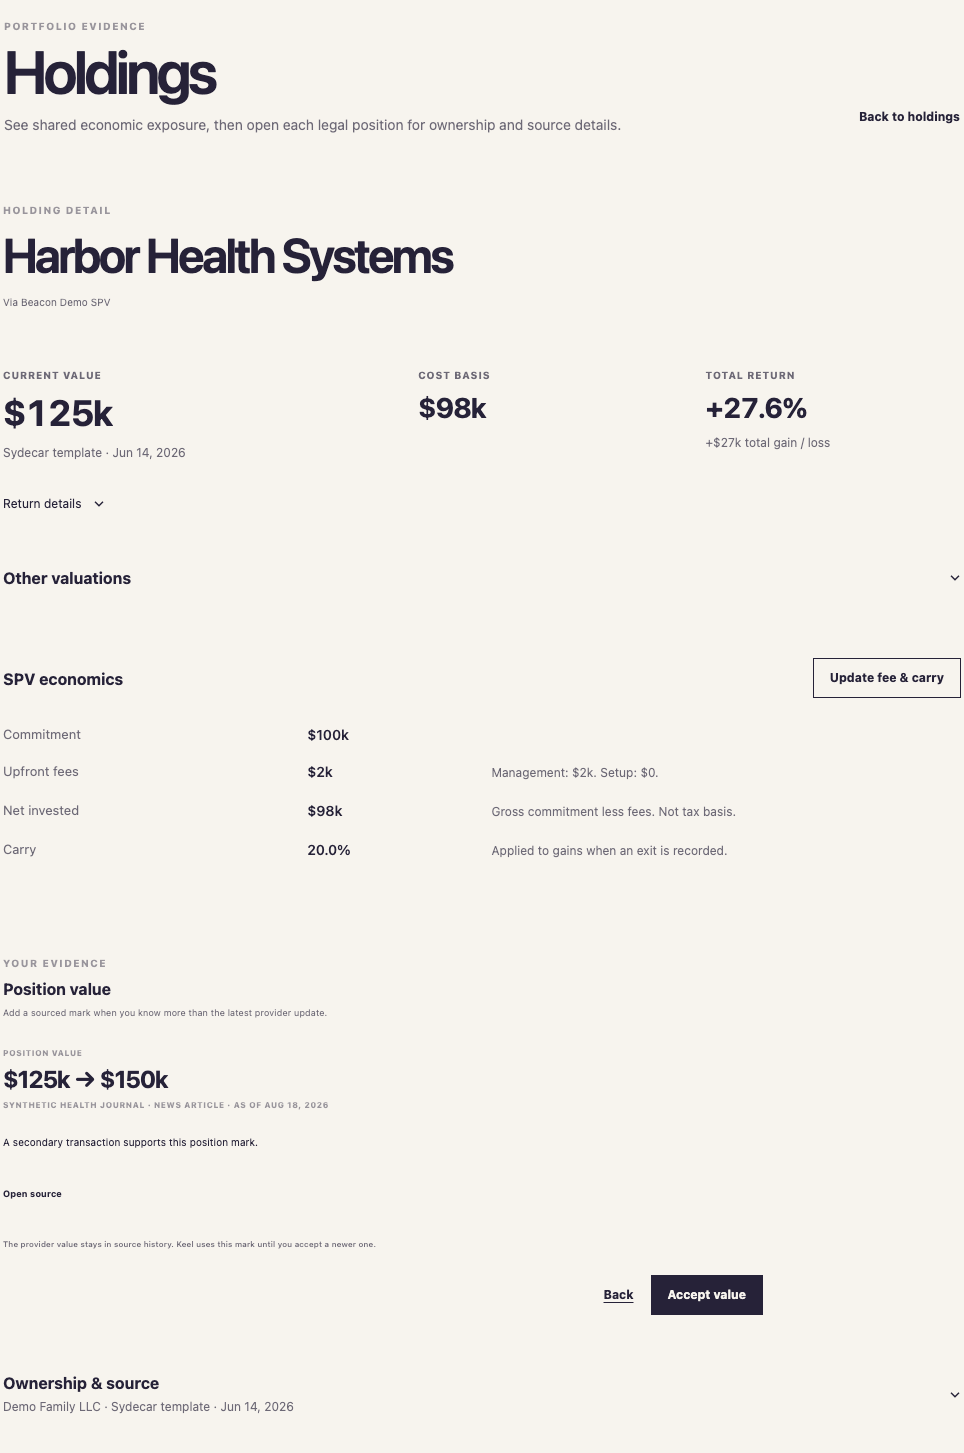 PORTFOLIO EVIDENCE
Holdings
See shared economic exposure, then open each legal position for ownership and source details.
Back to holdings
HOLDING DETAIL
Harbor Health Systems
Via Beacon Demo SPV
CURRENT VALUE
$125k
Sydecar template · Jun 14, 2026
COST BASIS
$98k
TOTAL RETURN
+27.6%
+$27k total gain / loss
Return details
Other valuations
SPV economics
Update fee & carry
Commitment $100k
Upfront fees $2k Management: $2k. Setup: $0.
Net invested $98k Gross commitment less fees. Not tax basis.
Carry 20.0% Applied to gains when an exit is recorded.
YOUR EVIDENCE
Position value
Add a sourced mark when you know more than the latest provider update.
POSITION VALUE
$125k → $150k
SYNTHETIC HEALTH JOURNAL · NEWS ARTICLE · AS OF AUG 18, 2026
A secondary transaction supports this position mark.
Open source
The provider value stays in source history. Keel uses this mark until you accept a newer one.
Back Accept value
Ownership & source
Demo Family LLC · Sydecar template · Jun 14, 2026